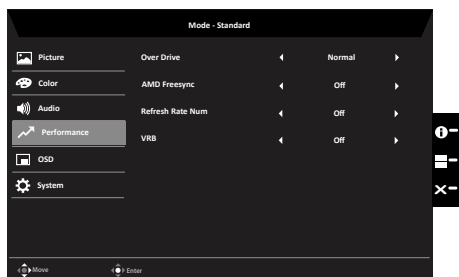 Mode - Standard
Picture
Color
Audio
Performance
OSD
System
Over Drive Normal
AMD Freesync Off
Refresh Rate Num Off
VRB Off
Move Enter